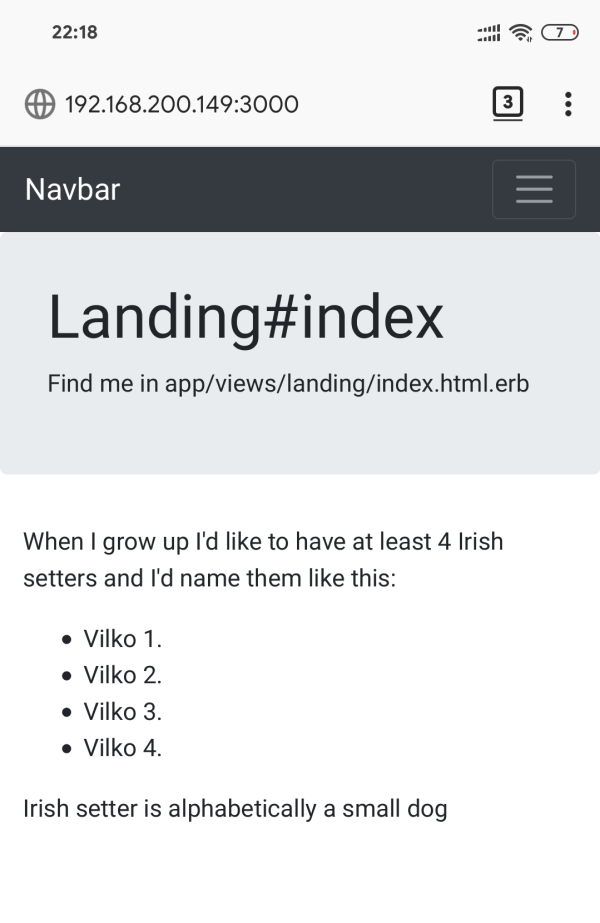 22:18
7
192.168.200.149:3000
3
Navbar
Landing#index
Find me in app/views/landing/index.html.erb
When I grow up I'd like to have at least 4 Irish
setters and I'd name them like this:
• Vilko 1.
• Vilko 2.
• Vilko 3.
• Vilko 4.
Irish setter is alphabetically a small dog